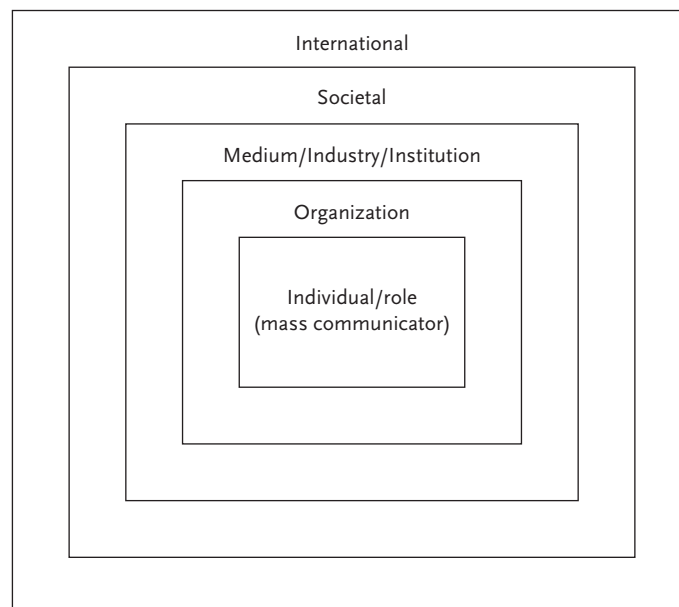 International
Societal
Medium/Industry/Institution
Organization
Individual/role
(mass communicator)